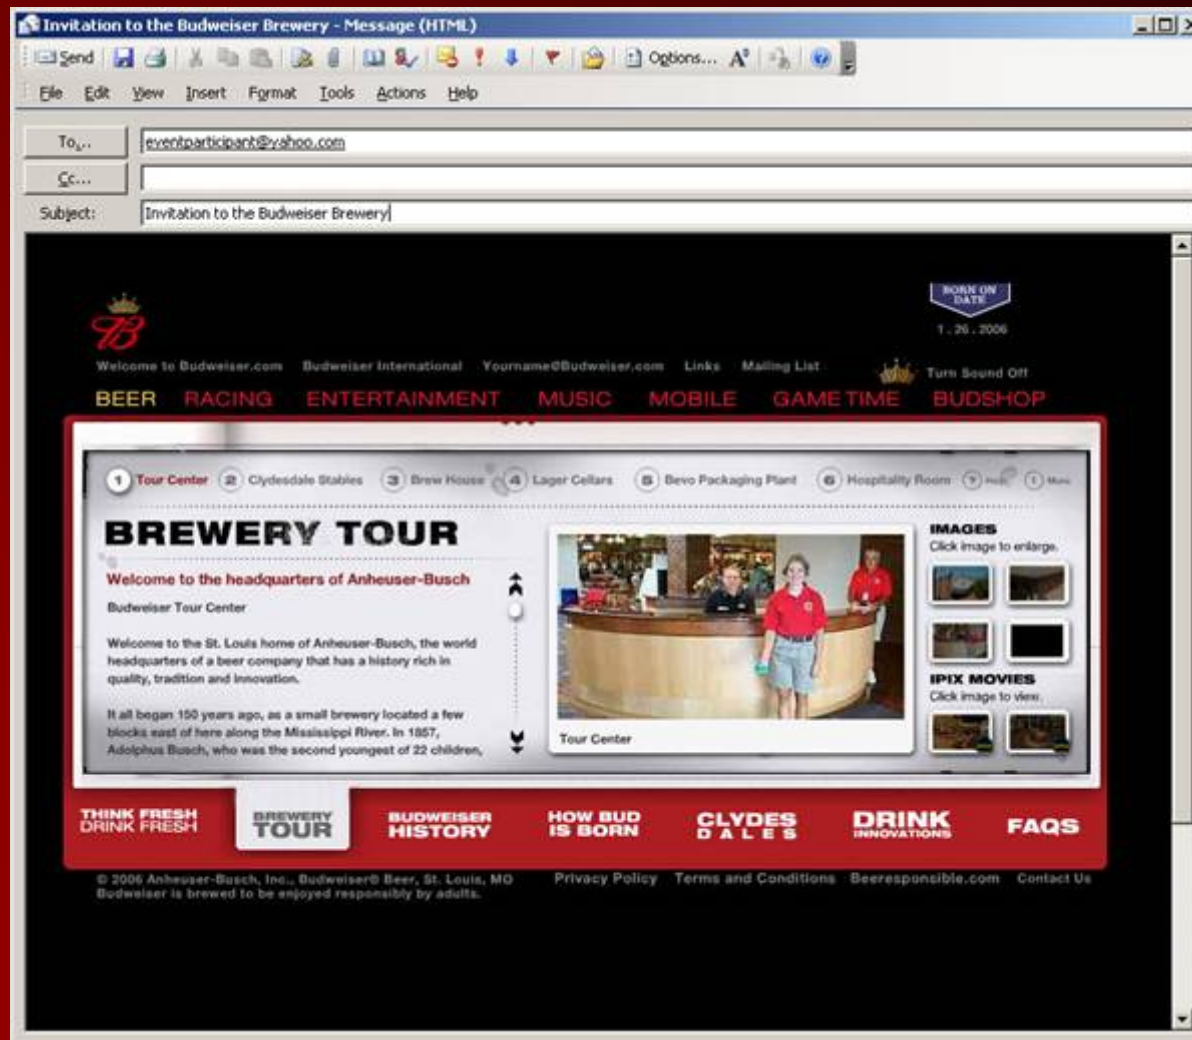 Invitation to the Budweiser Brewery - Message (HTML)
Send Options...
File Edit View Insert Format Tools Actions Help
To... eventparticipant@yahoo.com
Cc...
Subject: Invitation to the Budweiser Brewery
BORN ON
DATE
1.26.2006
B
Welcome to Budweiser.com Budweiser International Yourname@Budweiser.com Links Mailing List Turn Sound Off
BEER RACING ENTERTAINMENT MUSIC MOBILE GAME TIME BUDSHOP
1 Tour Center 2 Clydesdale Stables 3 Brew House 4 Lager Cellars 5 Bevo Packaging Plant 6 Hospitality Room
BREWERY TOUR
Welcome to the headquarters of Anheuser-Busch
Budweiser Tour Center
Welcome to the St. Louis home of Anheuser-Busch, the world
headquarters of a beer company that has a history rich in
quality, tradition and innovation.
It all began 150 years ago, as a small brewery located a few
blocks east of here along the Mississippi River. In 1857,
Adolphus Busch, who was the second youngest of 22 children,
Tour Center
IMAGES
Click image to enlarge.
IPIX MOVIES
Click image to view.
THINK FRESH
DRINK FRESH
BREWERY
TOUR
BUDWEISER
HISTORY
HOW BUD
IS BORN
CLYDES
DALES
DRINK
INNOVATIONS
FAQS
© 2006 Anheuser-Busch, Inc., Budweiser® Beer, St. Louis, MO
Budweiser is brewed to be enjoyed responsibly by adults.
Privacy Policy Terms and Conditions Beeresponsible.com Contact Us